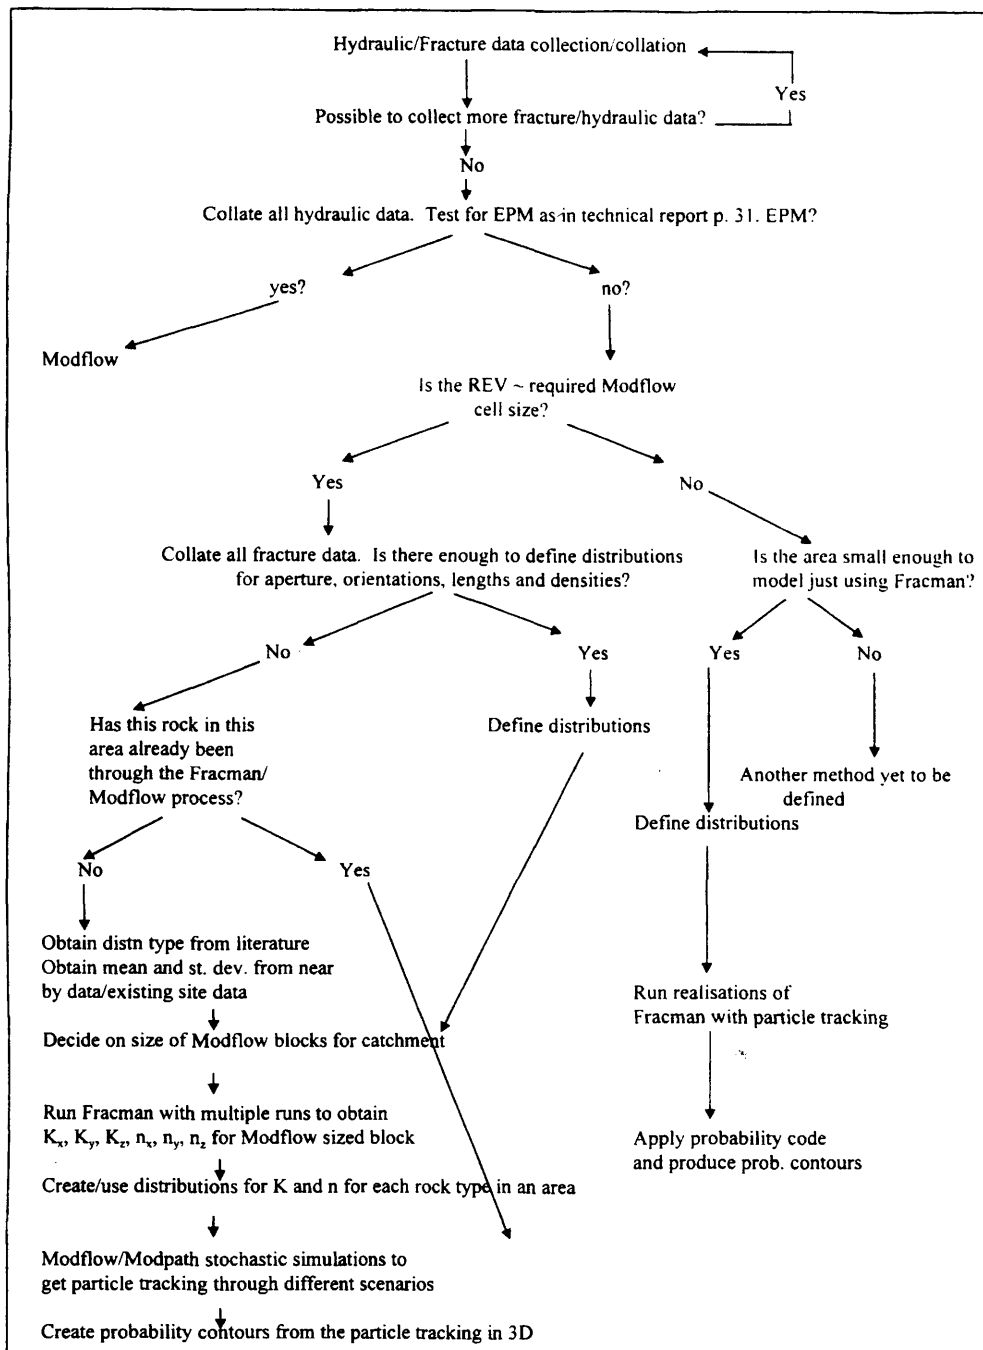 Hydraulic/Fracture data collection/collation
Yes
Possible to collect more fracture/hydraulic data?
No
Collate all hydraulic data. Test for EPM as in technical report p. 31. EPM?
yes?
no?
Modflow
Is the REV ~ required Modflow
cell size?
Yes
No
Collate all fracture data. Is there enough to define distributions
for aperture, orientations, lengths and densities?
Is the area small enough to
model just using Fracman?
No
Yes
Yes
No
Has this rock in this
area already been
through the Fracman/
Modflow process?
Define distributions
Another method yet to be
defined
Define distributions
No
Yes
Obtain distn type from literature
Obtain mean and st. dev. from near
by data/existing site data
Decide on size of Modflow blocks for catchment
Run realisations of
Fracman with particle tracking
Run Fracman with multiple runs to obtain
Kx, Ky, Kz, nx, ny, nz for Modflow sized block
Apply probability code
and produce prob. contours
Create/use distributions for K and n for each rock type in an area
Modflow/Modpath stochastic simulations to
get particle tracking through different scenarios
Create probability contours from the particle tracking in 3D